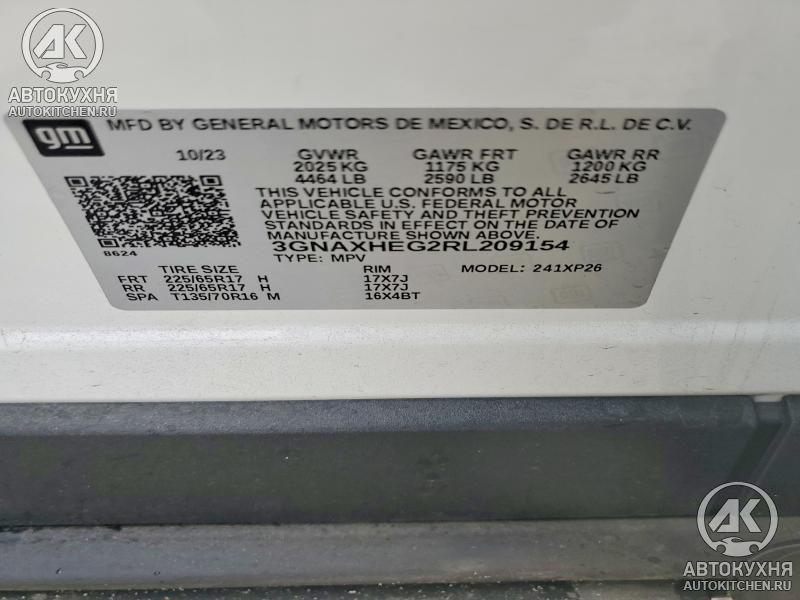 AK
АВТОКУХНЯ
AUTOKITCHEN.RU
gm
MFD BY GENERAL MOTORS DE MEXICO, S. DE R.L. DE C.V.
10/23 GVWR GAWR FRT GAWR RR
2025 KG 1175 KG 1200 KG
4464 LB 2590 LB 2645 LB
THIS VEHICLE CONFORMS TO ALL
APPLICABLE U.S. FEDERAL MOTOR
VEHICLE SAFETY AND THEFT PREVENTION
STANDARDS IN EFFECT ON THE DATE OF
MANUFACTURE SHOWN ABOVE.
8624
3GNAXHEG2RL209154
TYPE: MPV
TIRE SIZE RIM MODEL: 241XP26
FRT 225/65R17 H 17X7J
RR 225/65R17 H 17X7J
SPA T135/70R16 M 16X4BT
AK
АВТОКУХНЯ
AUTOKITCHEN.RU